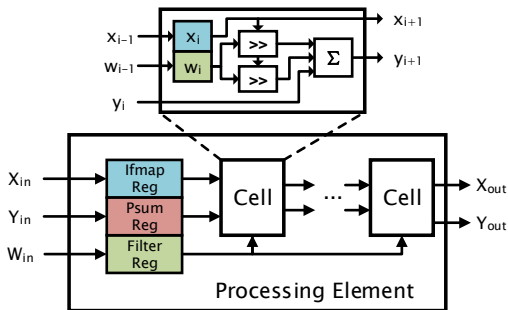 xi−1
xi
>>
xi+1
wi−1
wi
>>
Σ
yi+1
yi
Ifmap
Reg
Xin
Cell
...
Cell
Xout
Psum
Reg
Yin
Yout
Filter
Reg
Win
Processing Element